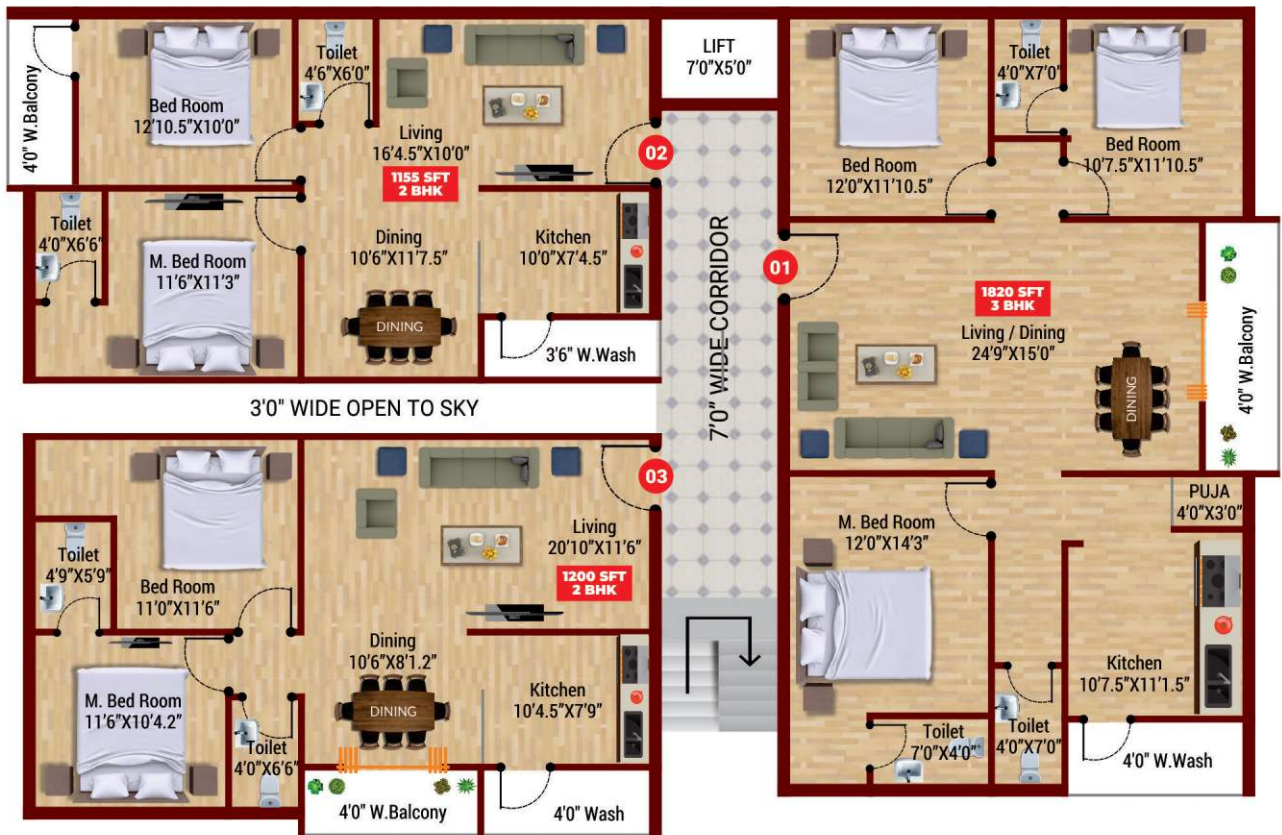 4'0" W.Balcony
Bed Room
12'10.5"X10'0"
Toilet
4'6"X6'0"
Living
16'4.5"X10'0"
1155 SFT
2 BHK
02
Toilet
4'0"X6'6"
M. Bed Room
11'6"X11'3"
Dining
10'6"X11'7.5"
DINING
Kitchen
10'0"X7'4.5"
3'6" W.Wash
LIFT
7'0"X5'0"
7'0" WIDE CORRIDOR
3'0" WIDE OPEN TO SKY
Bed Room
12'0"X11'10.5"
Toilet
4'0"X7'0"
Bed Room
10'7.5"X11'10.5"
01
1820 SFT
3 BHK
Living / Dining
24'9"X15'0"
DINING
4'0" W.Balcony
PUJA
4'0"X3'0"
M. Bed Room
12'0"X14'3"
Kitchen
10'7.5"X11'1.5"
Toilet
7'0"X4'0"
Toilet
4'0"X7'0"
4'0" W.Wash
03
Living
20'10"X11'6"
1200 SFT
2 BHK
Toilet
4'9"X5'9"
Bed Room
11'0"X11'6"
Dining
10'6"X8'1.2"
DINING
M. Bed Room
11'6"X10'4.2"
Toilet
4'0"X6'6"
Kitchen
10'4.5"X7'9"
4'0" W.Balcony
4'0" Wash